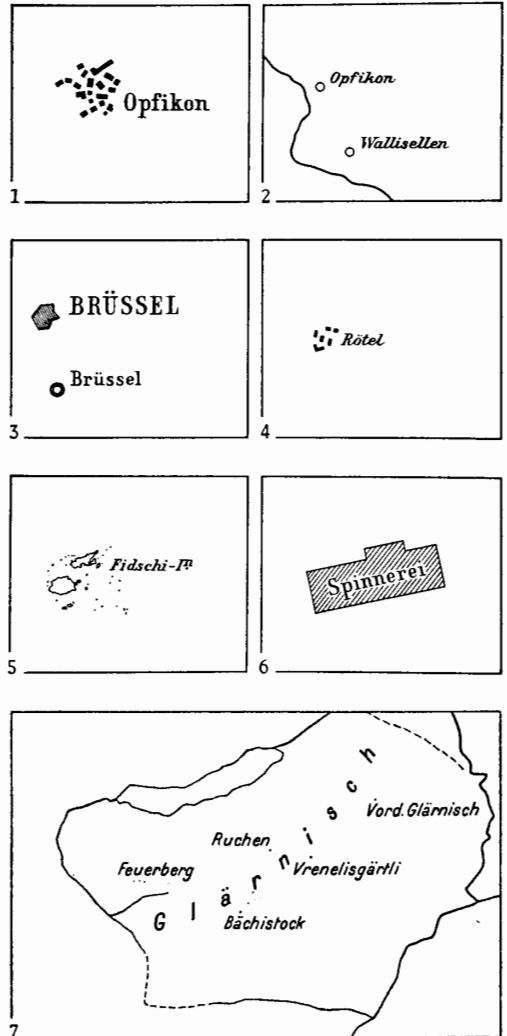 Opfikon
1
Opfikon
Wallisellen
2
BRÜSSEL
Brüssel
3
Rötel
4
Fidschi-In
5
Spinnerei
6
Glärnisch
Vord. Glärnisch
Ruchen
Vrenelisgärtli
Feuerberg
Bächistock
7